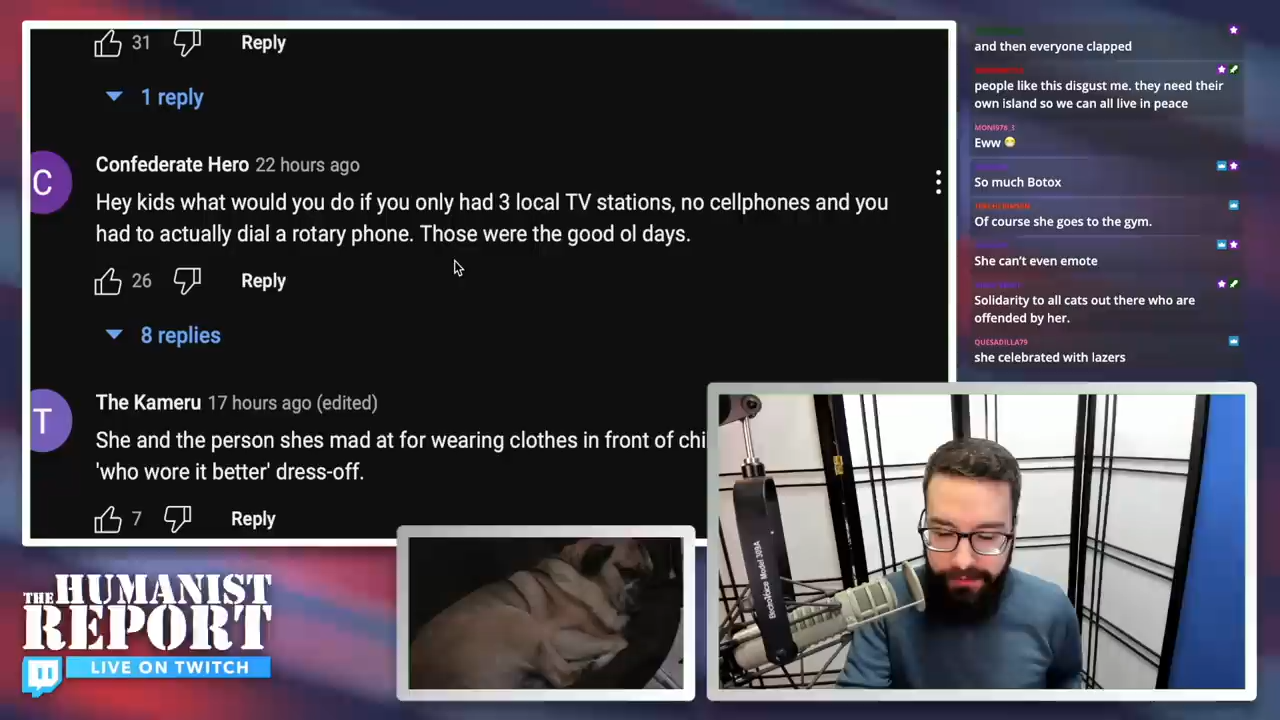 31
Reply
1 reply
C
Confederate Hero 22 hours ago
Hey kids what would you do if you only had 3 local TV stations, no cellphones and you
had to actually dial a rotary phone. Those were the good ol days.
26
Reply
8 replies
T
The Kameru 17 hours ago (edited)
She and the person shes mad at for wearing clothes in front of chi
'who wore it better' dress-off.
7
Reply
and then everyone clapped
people like this disgust me. they need their
own island so we can all live in peace
MONI976_1
Eww
So much Botox
Of course she goes to the gym.
She can't even emote
Solidarity to all cats out there who are
offended by her.
QUESADILLA79
she celebrated with lazers
THE HUMANIST
REPORT
LIVE ON TWITCH
ElectroVoice Model 309A